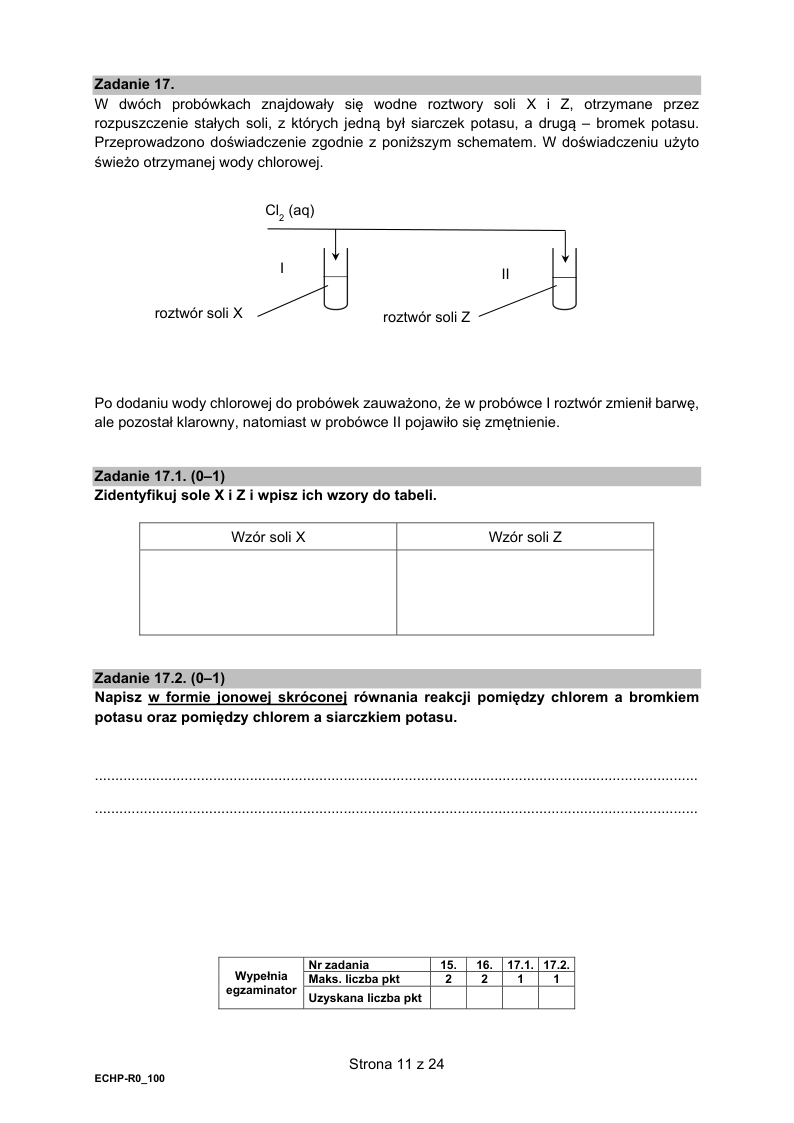 Zadanie 17.
W dwóch probówkach znajdowały się wodne roztwory soli X i Z, otrzymane przez
rozpuszczenie stałych soli, z których jedną był siarczek potasu, a drugą – bromek potasu.
Przeprowadzono doświadczenie zgodnie z poniższym schematem. W doświadczeniu użyto
świeżo otrzymanej wody chlorowej.
Cl2 (aq)
I
II
roztwór soli X
roztwór soli Z
Po dodaniu wody chlorowej do probówek zauważono, że w probówce I roztwór zmienił barwę,
ale pozostał klarowny, natomiast w probówce II pojawiło się zmętnienie.
Zadanie 17.1. (0–1)
Zidentyfikuj sole X i Z i wpisz ich wzory do tabeli.
Wzór soli X
Wzór soli Z
Zadanie 17.2. (0–1)
Napisz w formie jonowej skróconej równania reakcji pomiędzy chlorem a bromkiem
potasu oraz pomiędzy chlorem a siarczkiem potasu.
Wypełnia
egzaminator
Nr zadania 15. 16. 17.1. 17.2.
Maks. liczba pkt 2 2 1 1
Uzyskana liczba pkt
Strona 11 z 24
ECHP-R0_100